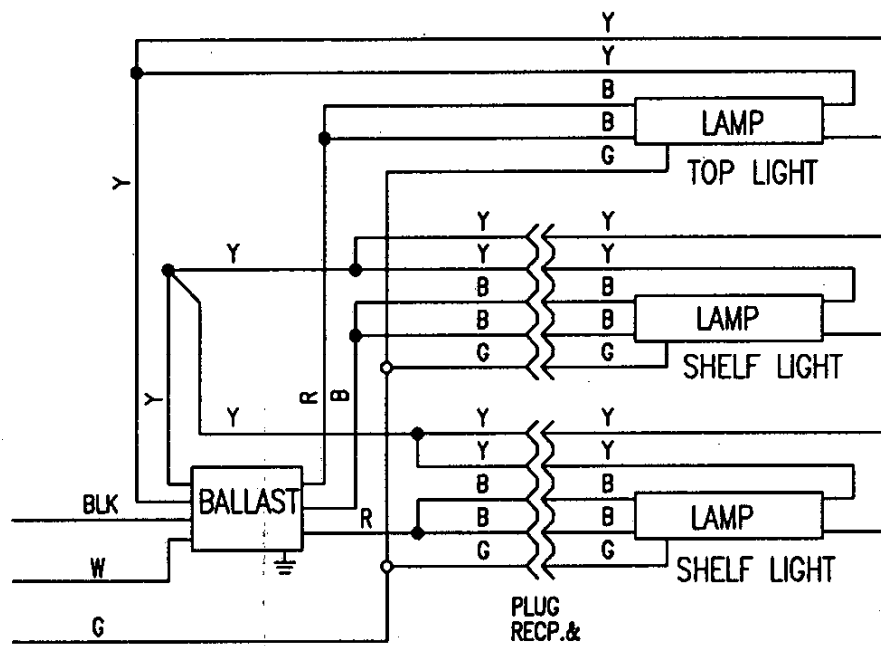 Y
Y
B
B
G
LAMP
TOP LIGHT
Y
Y Y
Y Y Y
B B
B B
G G
LAMP
SHELF LIGHT
Y R B
Y Y Y
Y Y
B B
R B B
G G
LAMP
SHELF LIGHT
BALLAST
BLK
W
G
PLUG
RECP.&